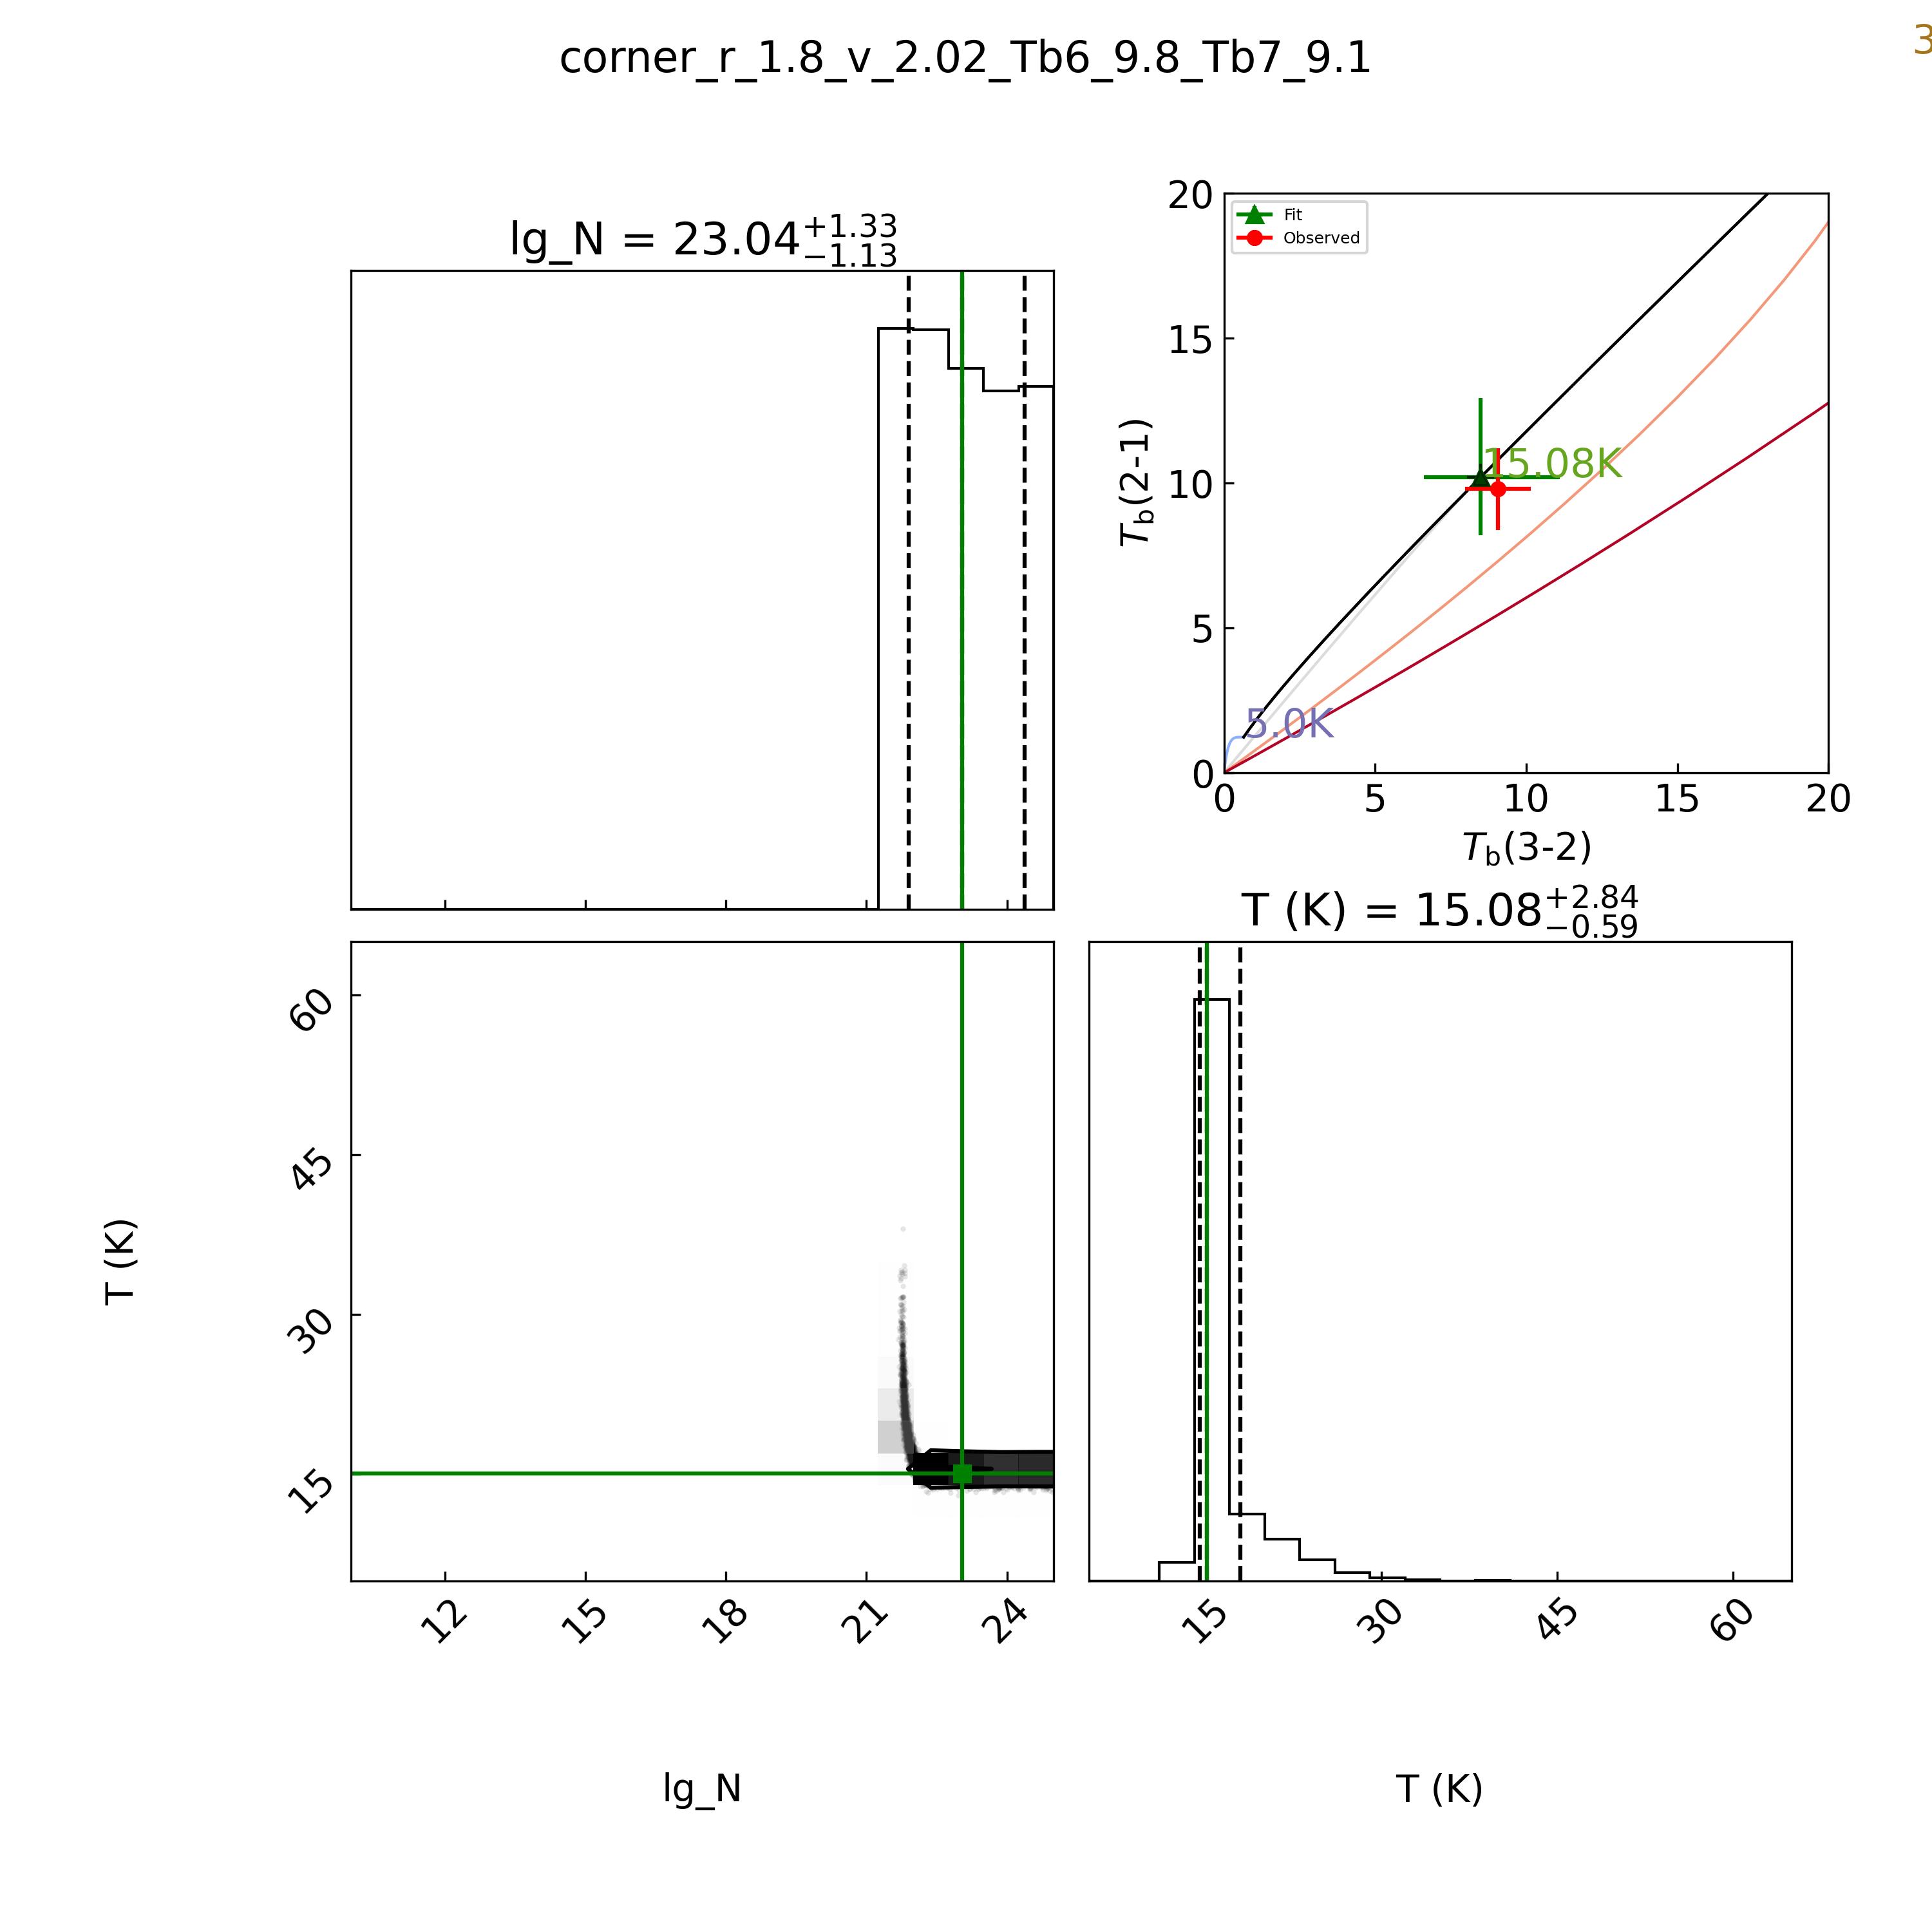 corner_r_1.8_v_2.02_Tb6_9.8_Tb7_9.1
3
lg_N = 23.04 +1.33 −1.13
20
15
10
5
0
Fit
Observed
15.08K
5.0K
T_b(2-1)
0 5 10 15 20
T_b(3-2)
T (K) = 15.08 +2.84 −0.59
60
45
30
15
T (K)
12 15 18 21 24
15 30 45 60
lg_N
T (K)